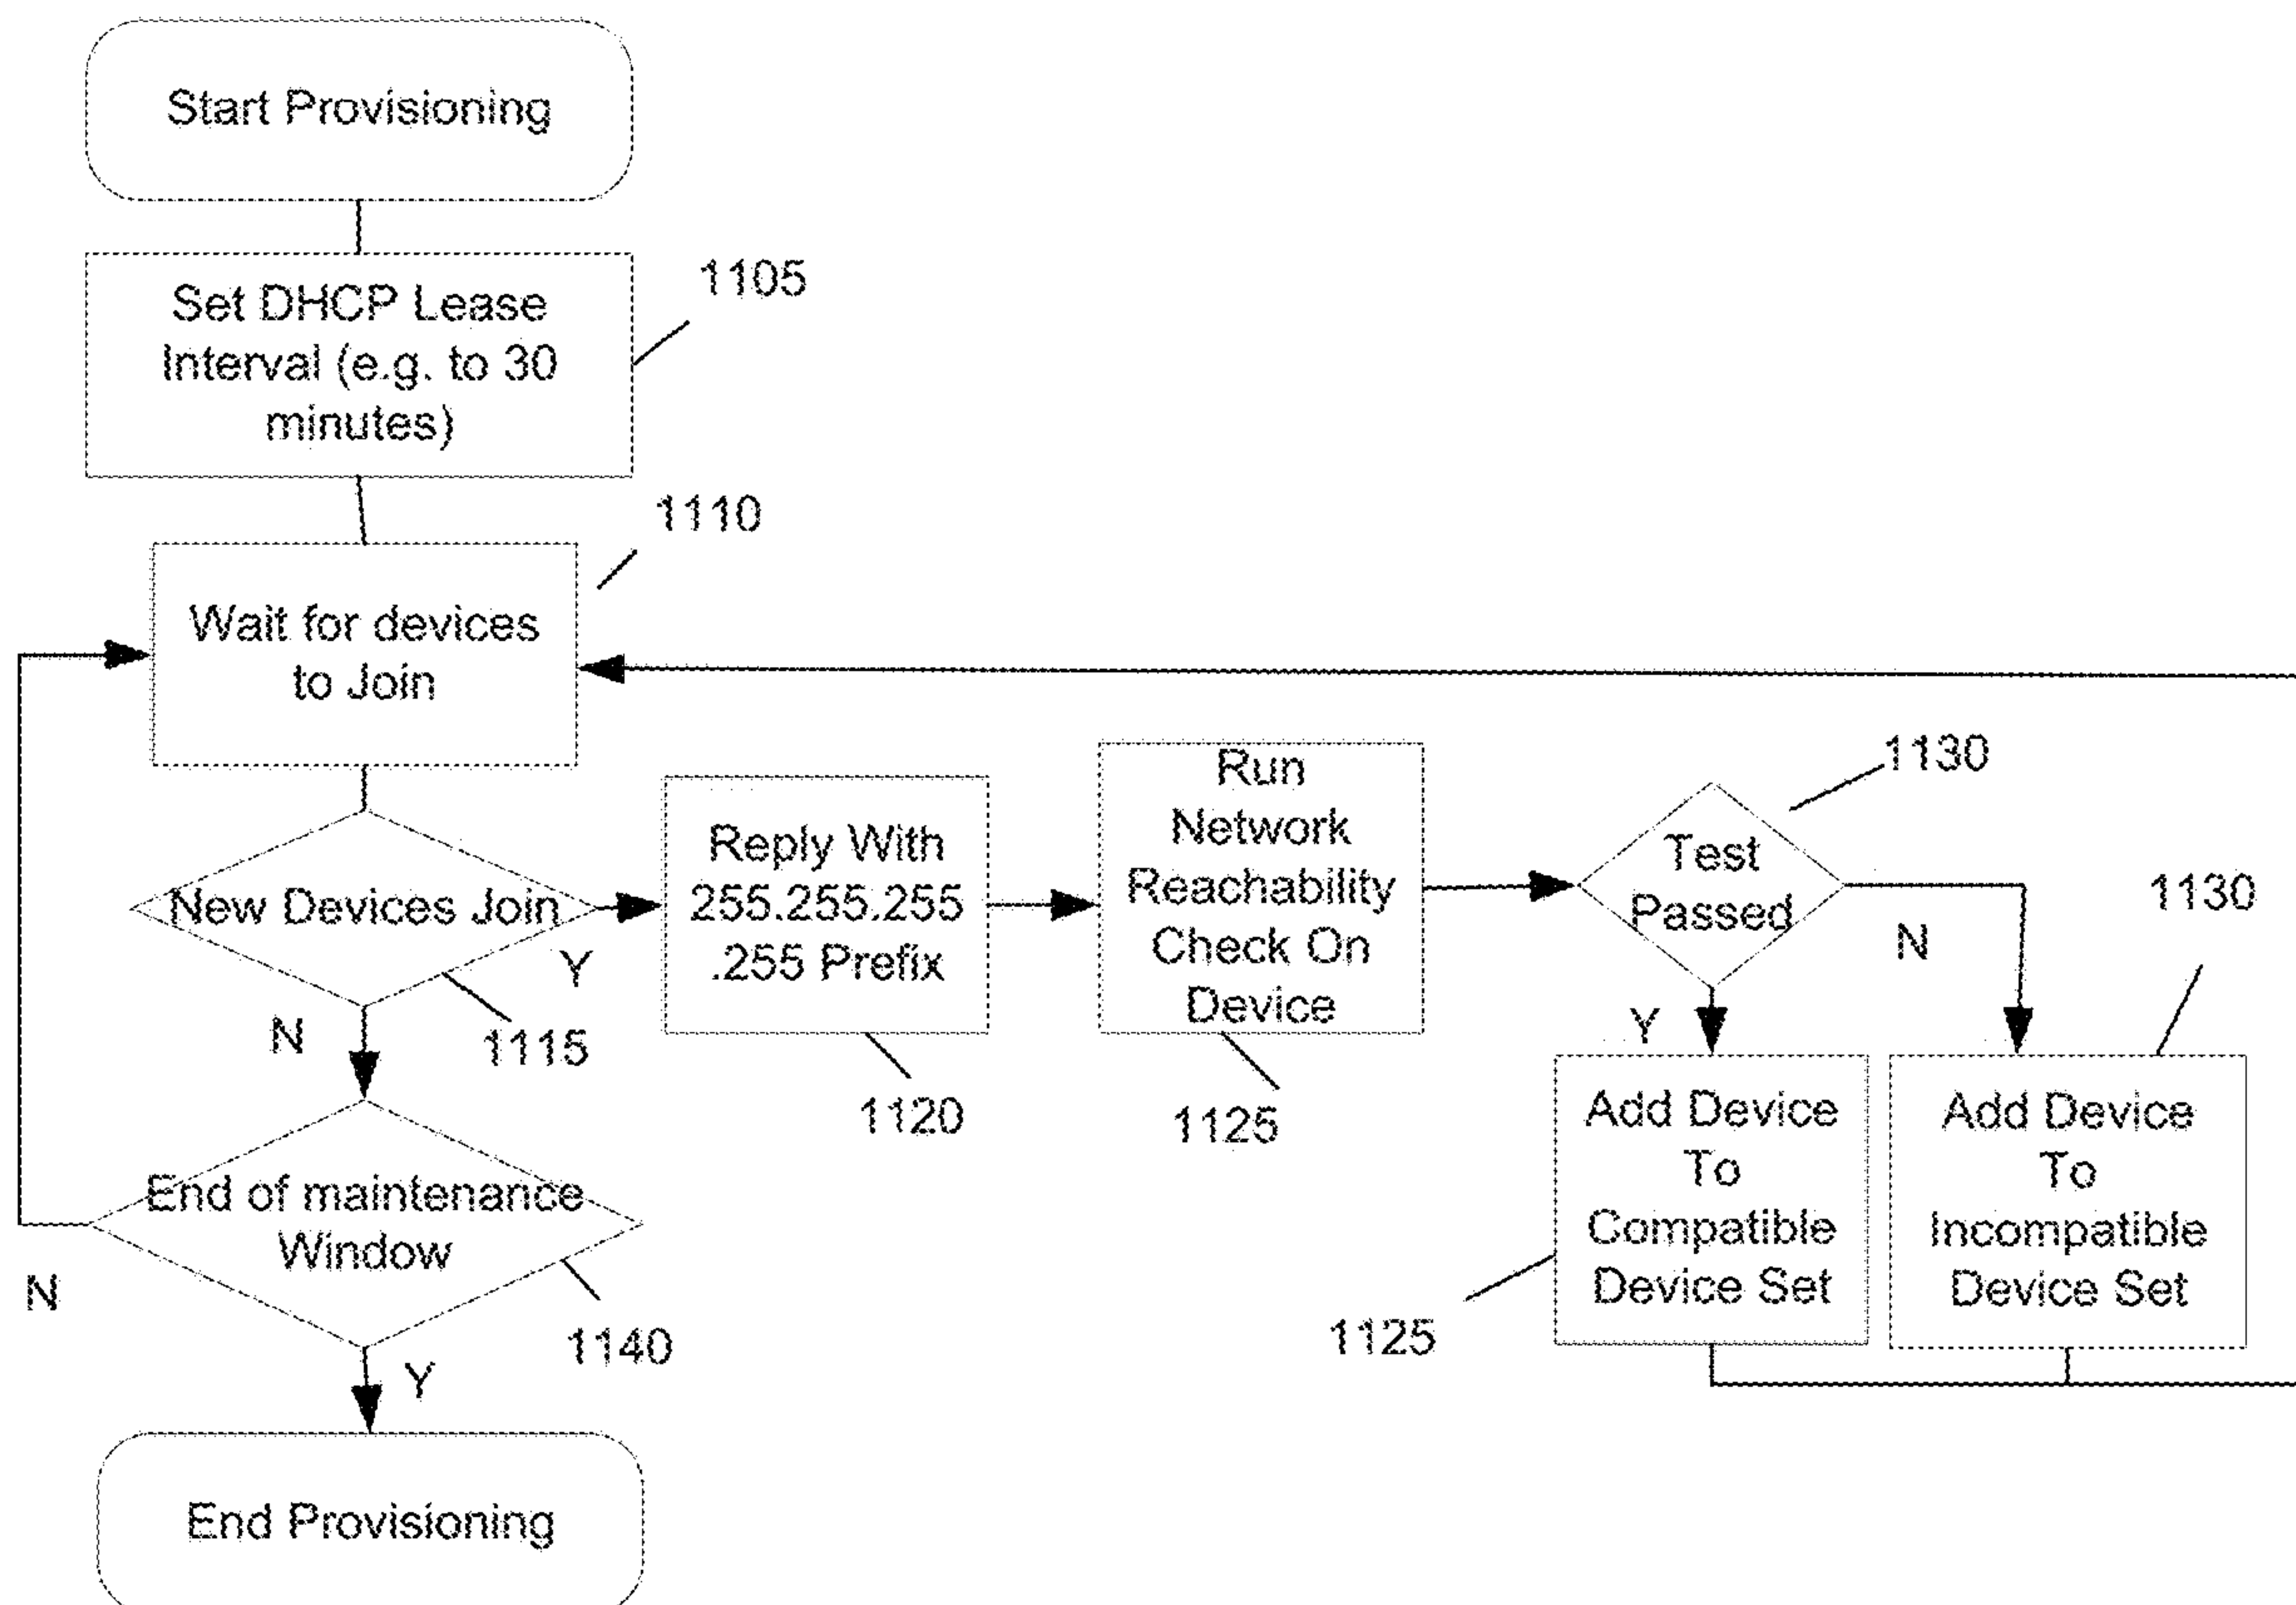 Start Provisioning
Set DHCP Lease
Interval (e.g. to 30
minutes)
1105
1110
Wait for devices
to Join
New Devices Join
Y
N
1115
Reply With
255.255.255
.255 Prefix
1120
Run
Network
Reachability
Check On
Device
1125
Test
Passed
1130
Y
N
1130
Add Device
To
Compatible
Device Set
1125
Add Device
To
Incompatible
Device Set
End of maintenance
Window
N
1140
Y
End Provisioning